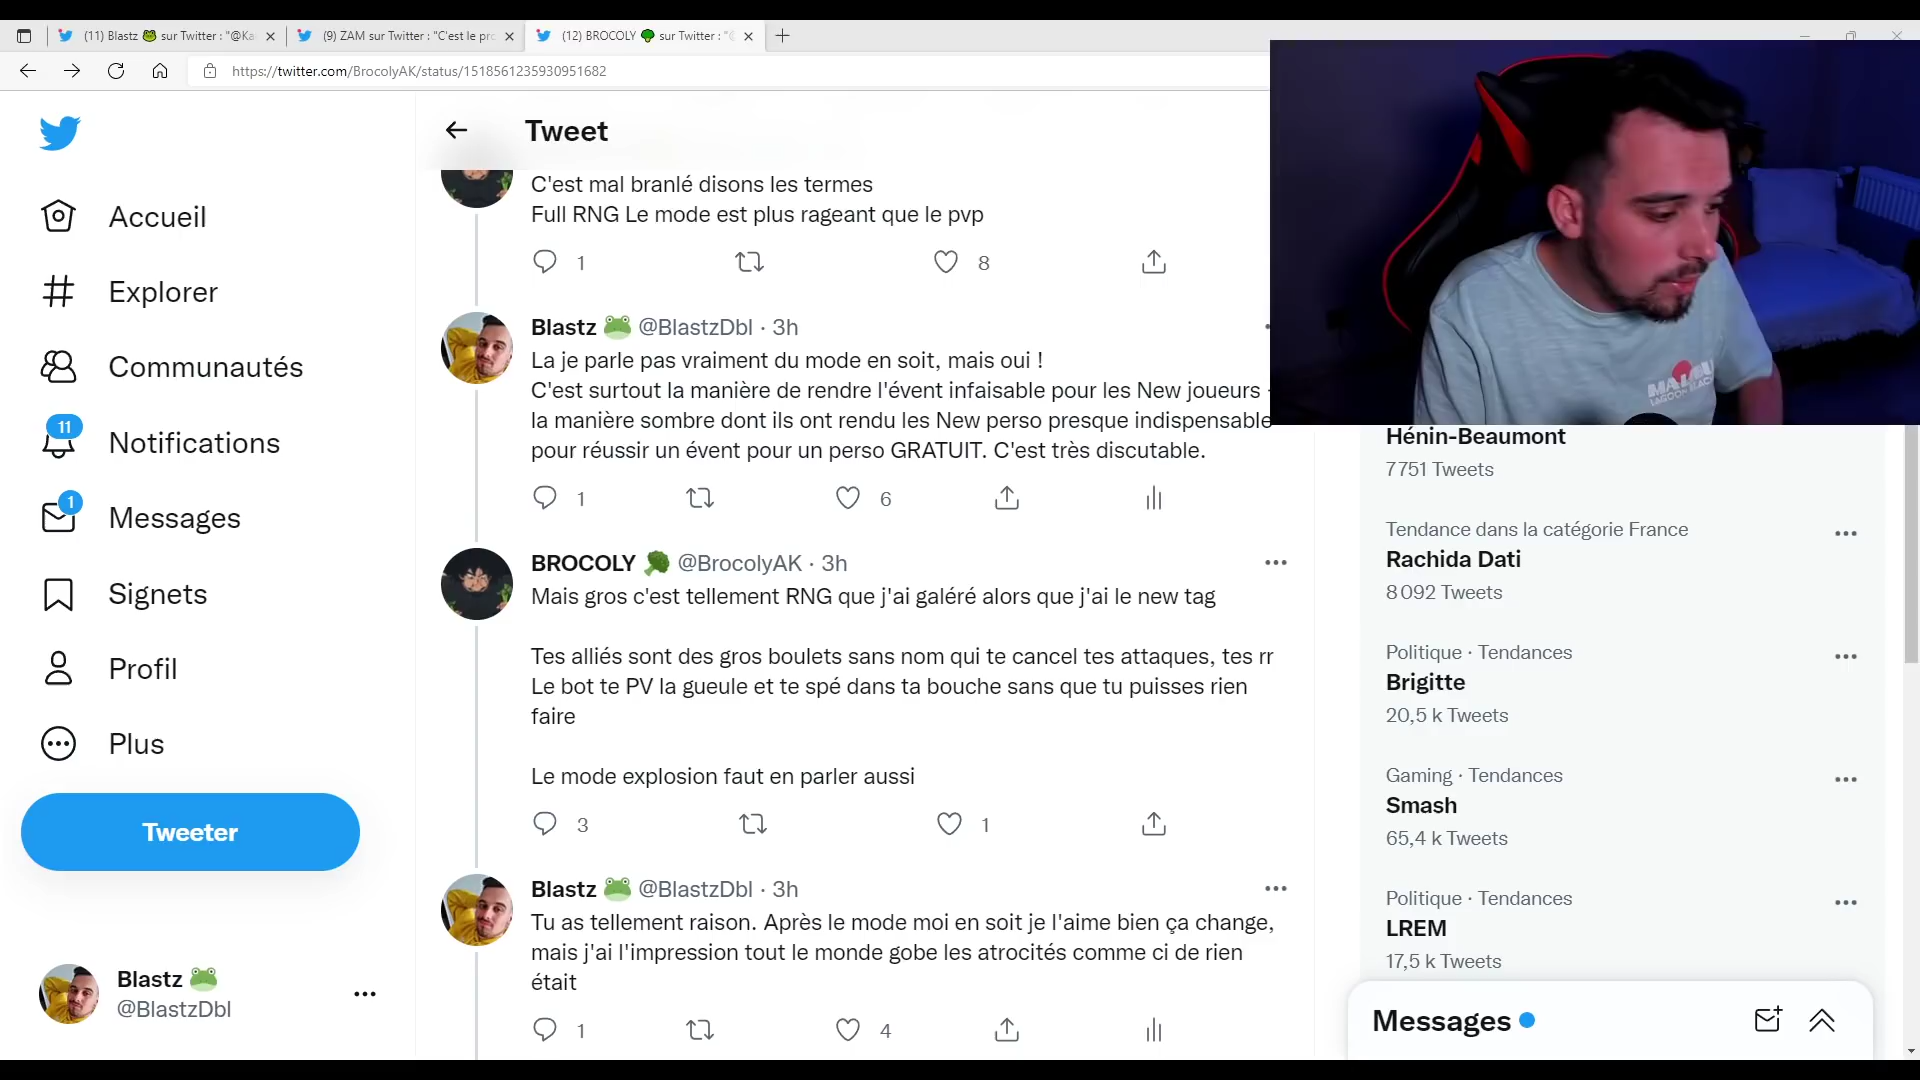 (11) Blastz 🐸 sur Twitter : "@Ka
(9) ZAM sur Twitter : "C'est le pro
(12) BROCOLY 🥦 sur Twitter : "@
https://twitter.com/BrocolyAK/status/1518561235930951682
Accueil
Explorer
Communautés
11
Notifications
1
Messages
Signets
Profil
Plus
Tweeter
Blastz 🐸
@BlastzDbl
Tweet
C'est mal branlé disons les termes
Full RNG Le mode est plus rageant que le pvp
1 8
Blastz 🐸 @BlastzDbl · 3h
La je parle pas vraiment du mode en soit, mais oui !
C'est surtout la manière de rendre l'évent infaisable pour les New joueurs
la manière sombre dont ils ont rendu les New perso presque indispensable
pour réussir un évent pour un perso GRATUIT. C'est très discutable.
1 6
BROCOLY 🥦 @BrocolyAK · 3h
Mais gros c'est tellement RNG que j'ai galéré alors que j'ai le new tag
Tes alliés sont des gros boulets sans nom qui te cancel tes attaques, tes rr
Le bot te PV la gueule et te spé dans ta bouche sans que tu puisses rien
faire
Le mode explosion faut en parler aussi
3 1
Blastz 🐸 @BlastzDbl · 3h
Tu as tellement raison. Après le mode moi en soit je l'aime bien ça change,
mais j'ai l'impression tout le monde gobe les atrocités comme ci de rien
était
1 4
MALIBU
Hénin-Beaumont
7 751 Tweets
Tendance dans la catégorie France
Rachida Dati
8 092 Tweets
Politique · Tendances
Brigitte
20,5 k Tweets
Gaming · Tendances
Smash
65,4 k Tweets
Politique · Tendances
LREM
17,5 k Tweets
Messages